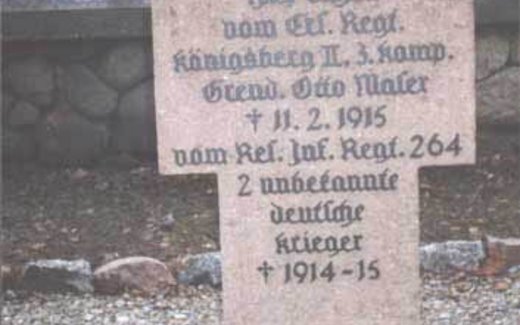 vom Ers. Regt.
Königsberg II, 3. Komp.
Grend. Otto Maser
† 11. 2. 1915
vom Res. Inf. Regt. 264
2 unbekannte
deutsche
Krieger
† 1914-15